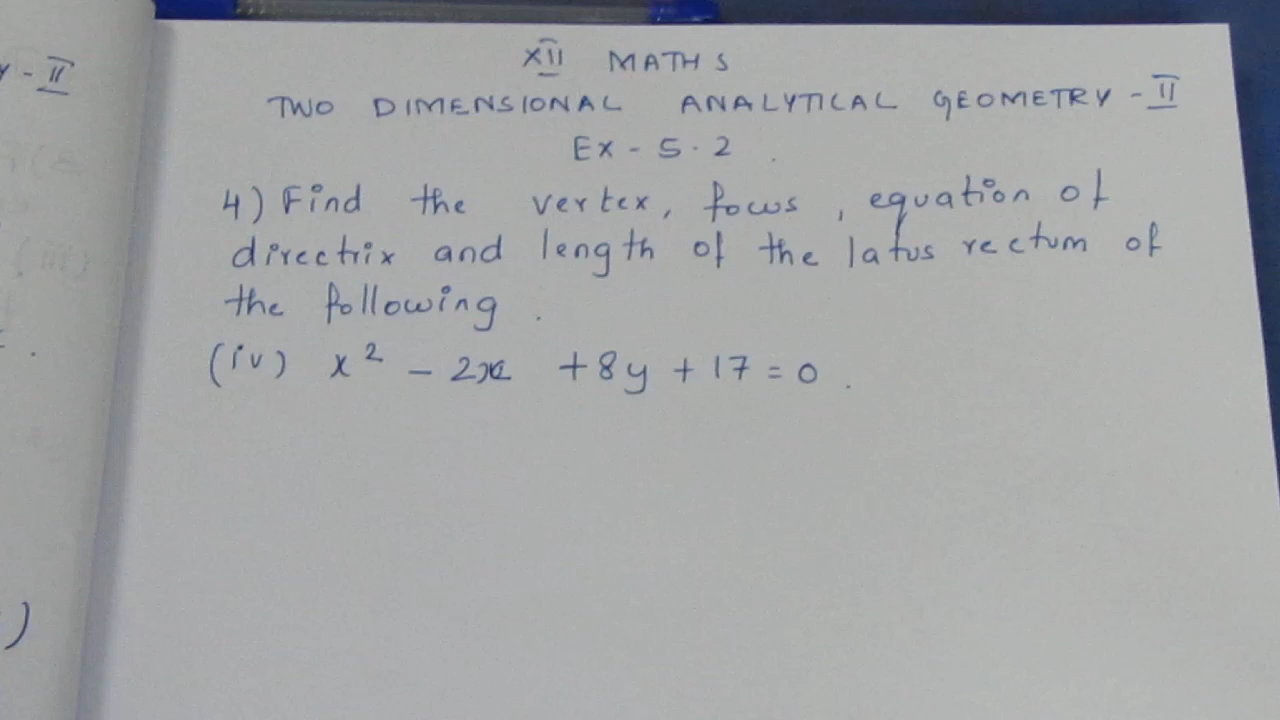 XII MATHS
TWO DIMENSIONAL ANALYTICAL GEOMETRY - II
Ex - 5.2
4) Find the vertex, focus, equation of
directrix and length of the latus rectum of
the following.
(iv) x² - 2x + 8y + 17 = 0.
- II
)